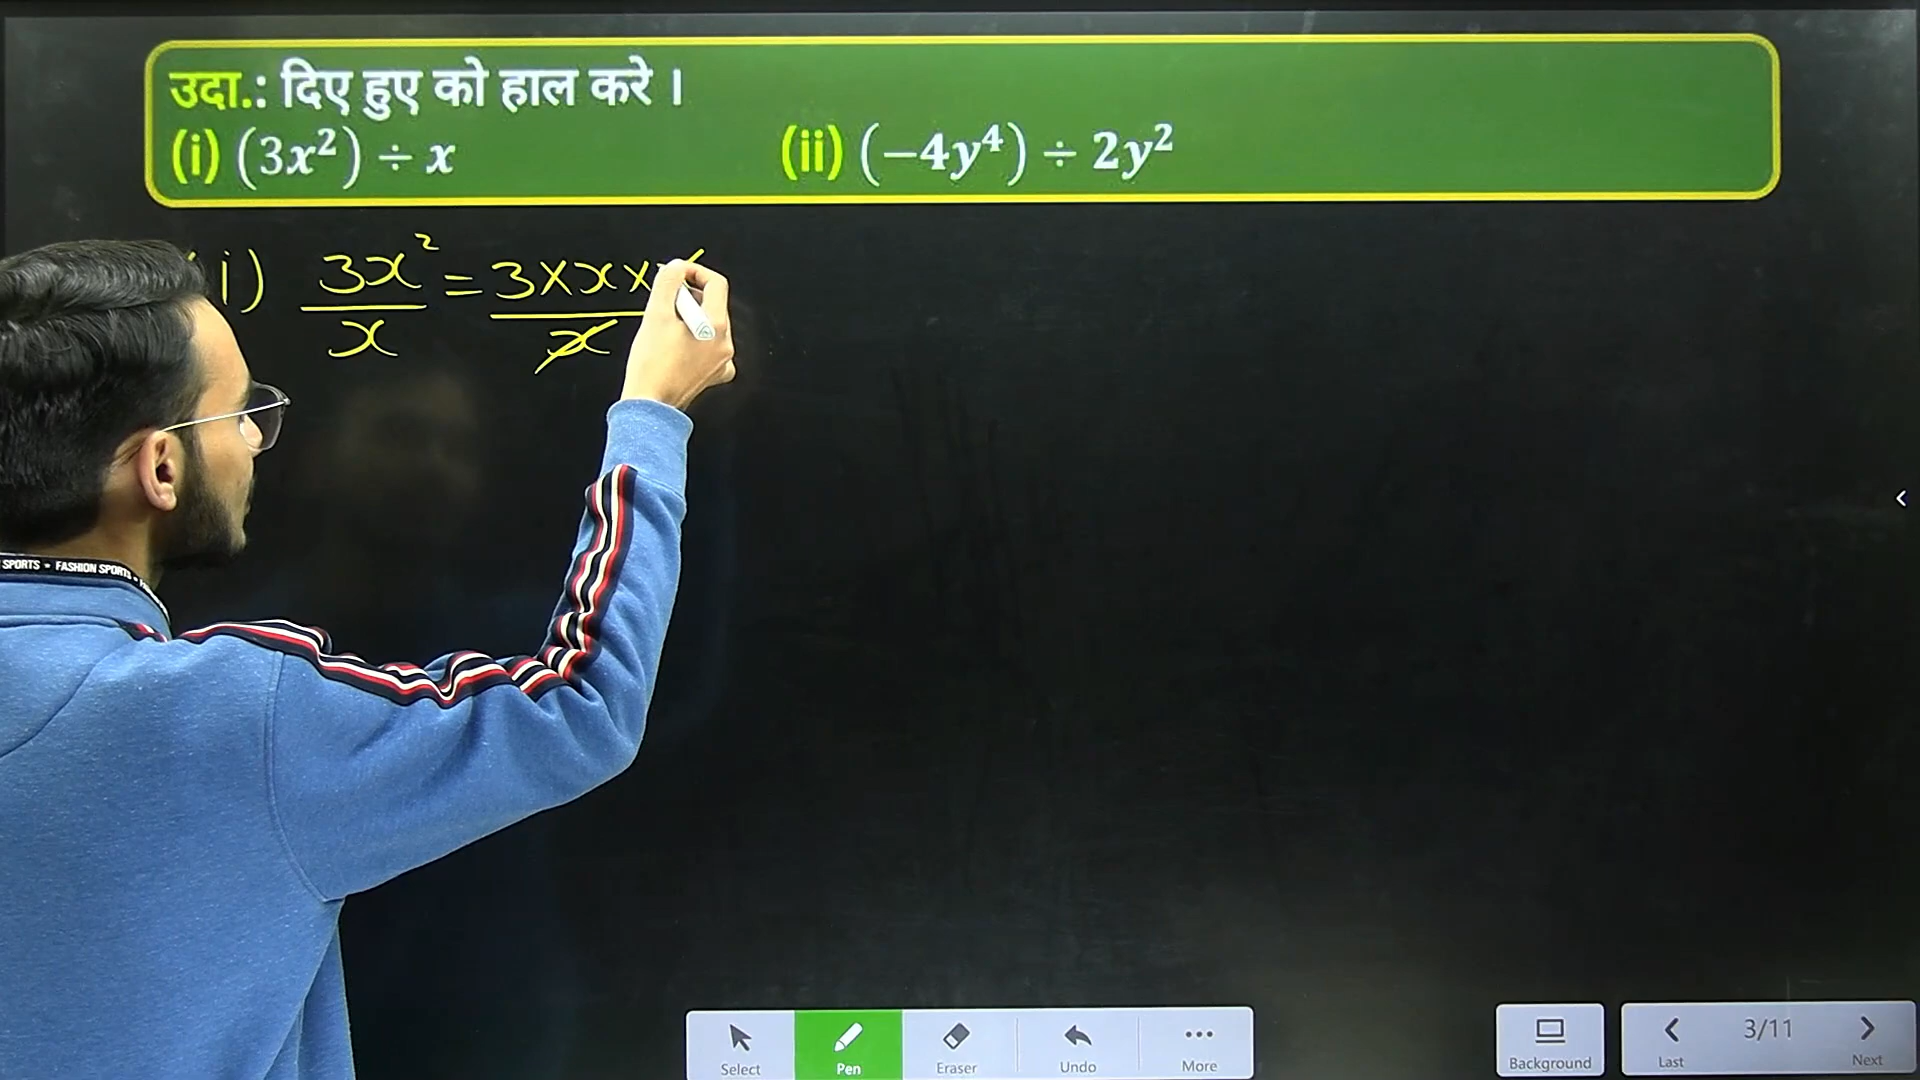 उदा.: दिए हुए को हाल करे ।
(i) (3x²) ÷ x (ii) (−4y⁴) ÷ 2y²
i) 3x²/x = 3×x×x/x
SPORTS - FASHION SPORTS -
Select Pen Eraser Undo More
Background
Last 3/11 Next